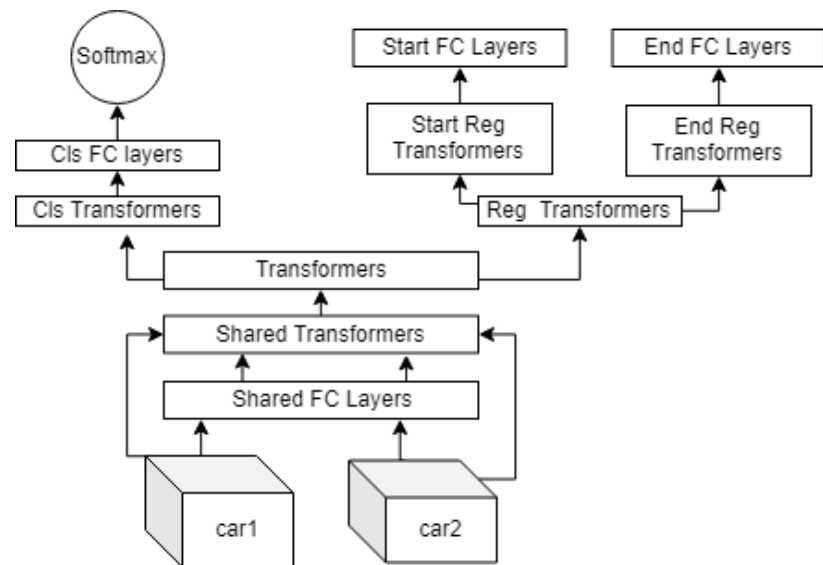 Softmax
Start FC Layers
End FC Layers
Cls FC layers
Start Reg
Transformers
End Reg
Transformers
Cls Transformers
Reg Transformers
Transformers
Shared Transformers
Shared FC Layers
car1
car2